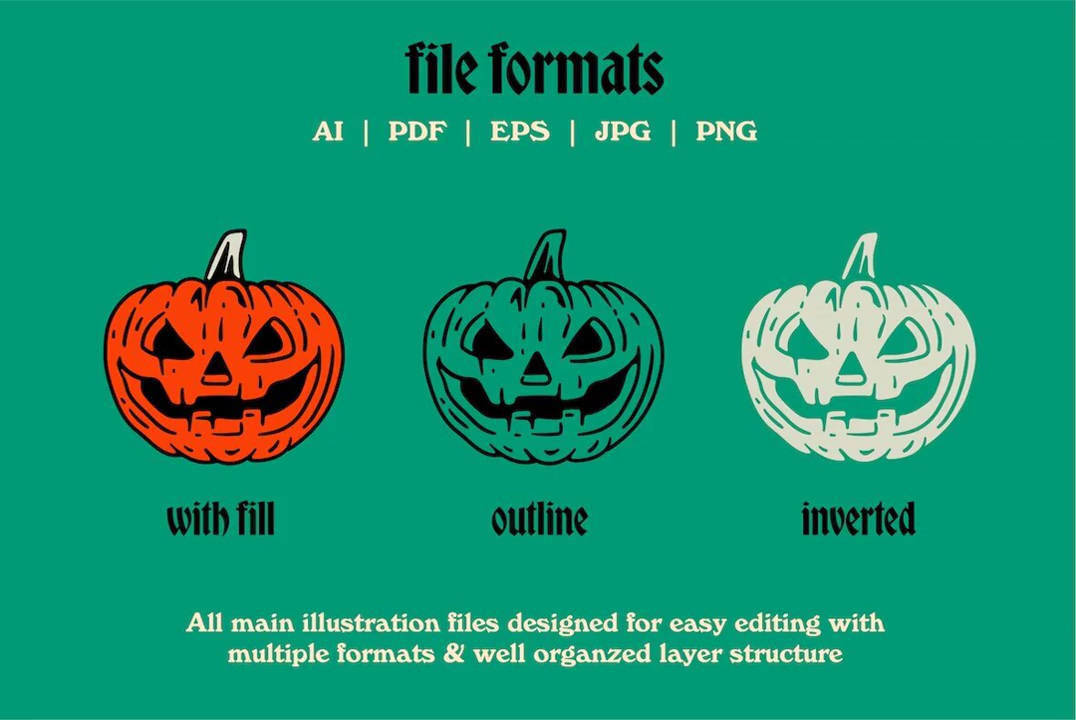 file formats
AI | PDF | EPS | JPG | PNG
with fill
outline
inverted
All main illustration files designed for easy editing with
multiple formats & well organzed layer structure